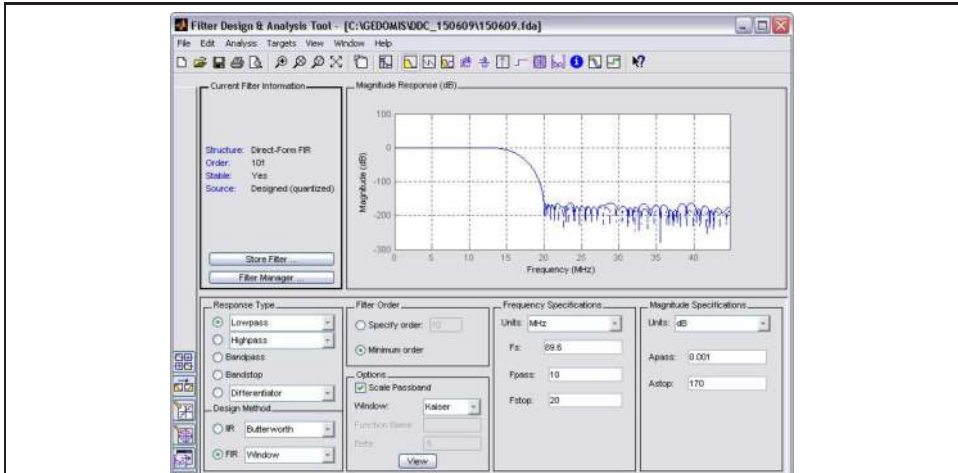 Filter Design & Analysis Tool - [C:\GEDOMIS\DDC_150609\150609.fda]
File Edit Analysis Targets View Window Help
Current Filter Information
Structure: Direct-Form FIR
Order: 101
Stable: Yes
Source: Designed (quantized)
Store Filter ...
Filter Manager ...
Magnitude Response (dB)
100
0
-100
-200
-300
Magnitude (dB)
0 5 10 15 20 25 30 35 40
Frequency (MHz)
Response Type
Lowpass
Highpass
Bandpass
Bandstop
Differentiator
Design Method
IIR Butterworth
FIR Window
Filter Order
Specify order: 10
Minimum order
Options
Scale Passband
Window: Kaiser
Function Name:
Beta:
View
Frequency Specifications
Units: MHz
Fs: 89.6
Fpass: 10
Fstop: 20
Magnitude Specifications
Units: dB
Apass: 0.001
Astop: 170